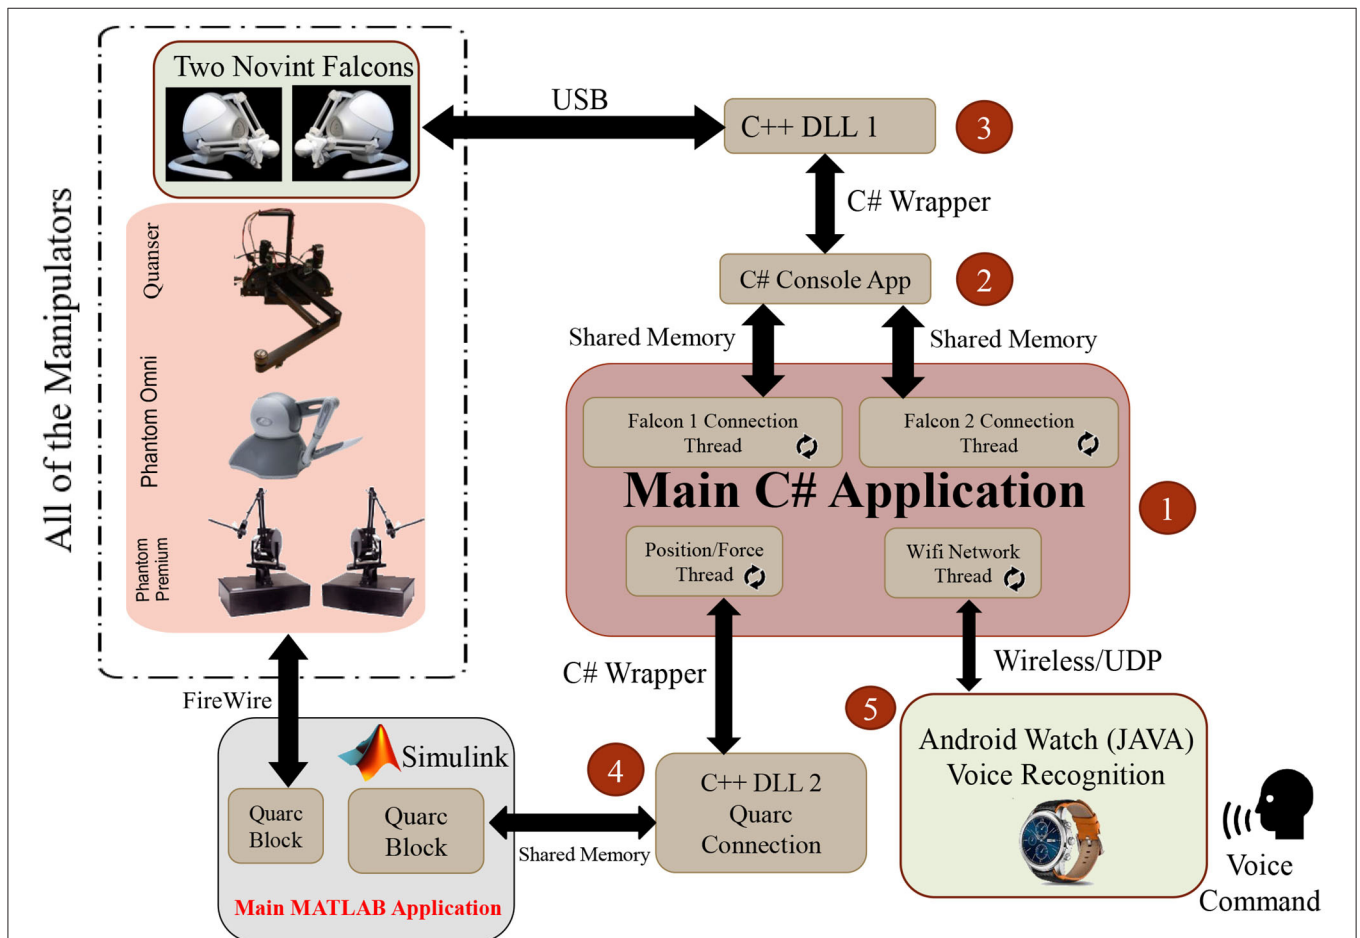 Two Novint Falcons
All of the Manipulators
Quanser
Phantom Omni
Phantom
Premium
USB
C++ DLL 1
3
C# Wrapper
C# Console App
2
Shared Memory
Shared Memory
Falcon 1 Connection
Thread
Falcon 2 Connection
Thread
Main C# Application
1
Position/Force
Thread
Wifi Network
Thread
C# Wrapper
Wireless/UDP
FireWire
Simulink
Quarc
Block
Quarc
Block
Main MATLAB Application
Shared Memory
4
C++ DLL 2
Quarc
Connection
5
Android Watch (JAVA)
Voice Recognition
Voice
Command